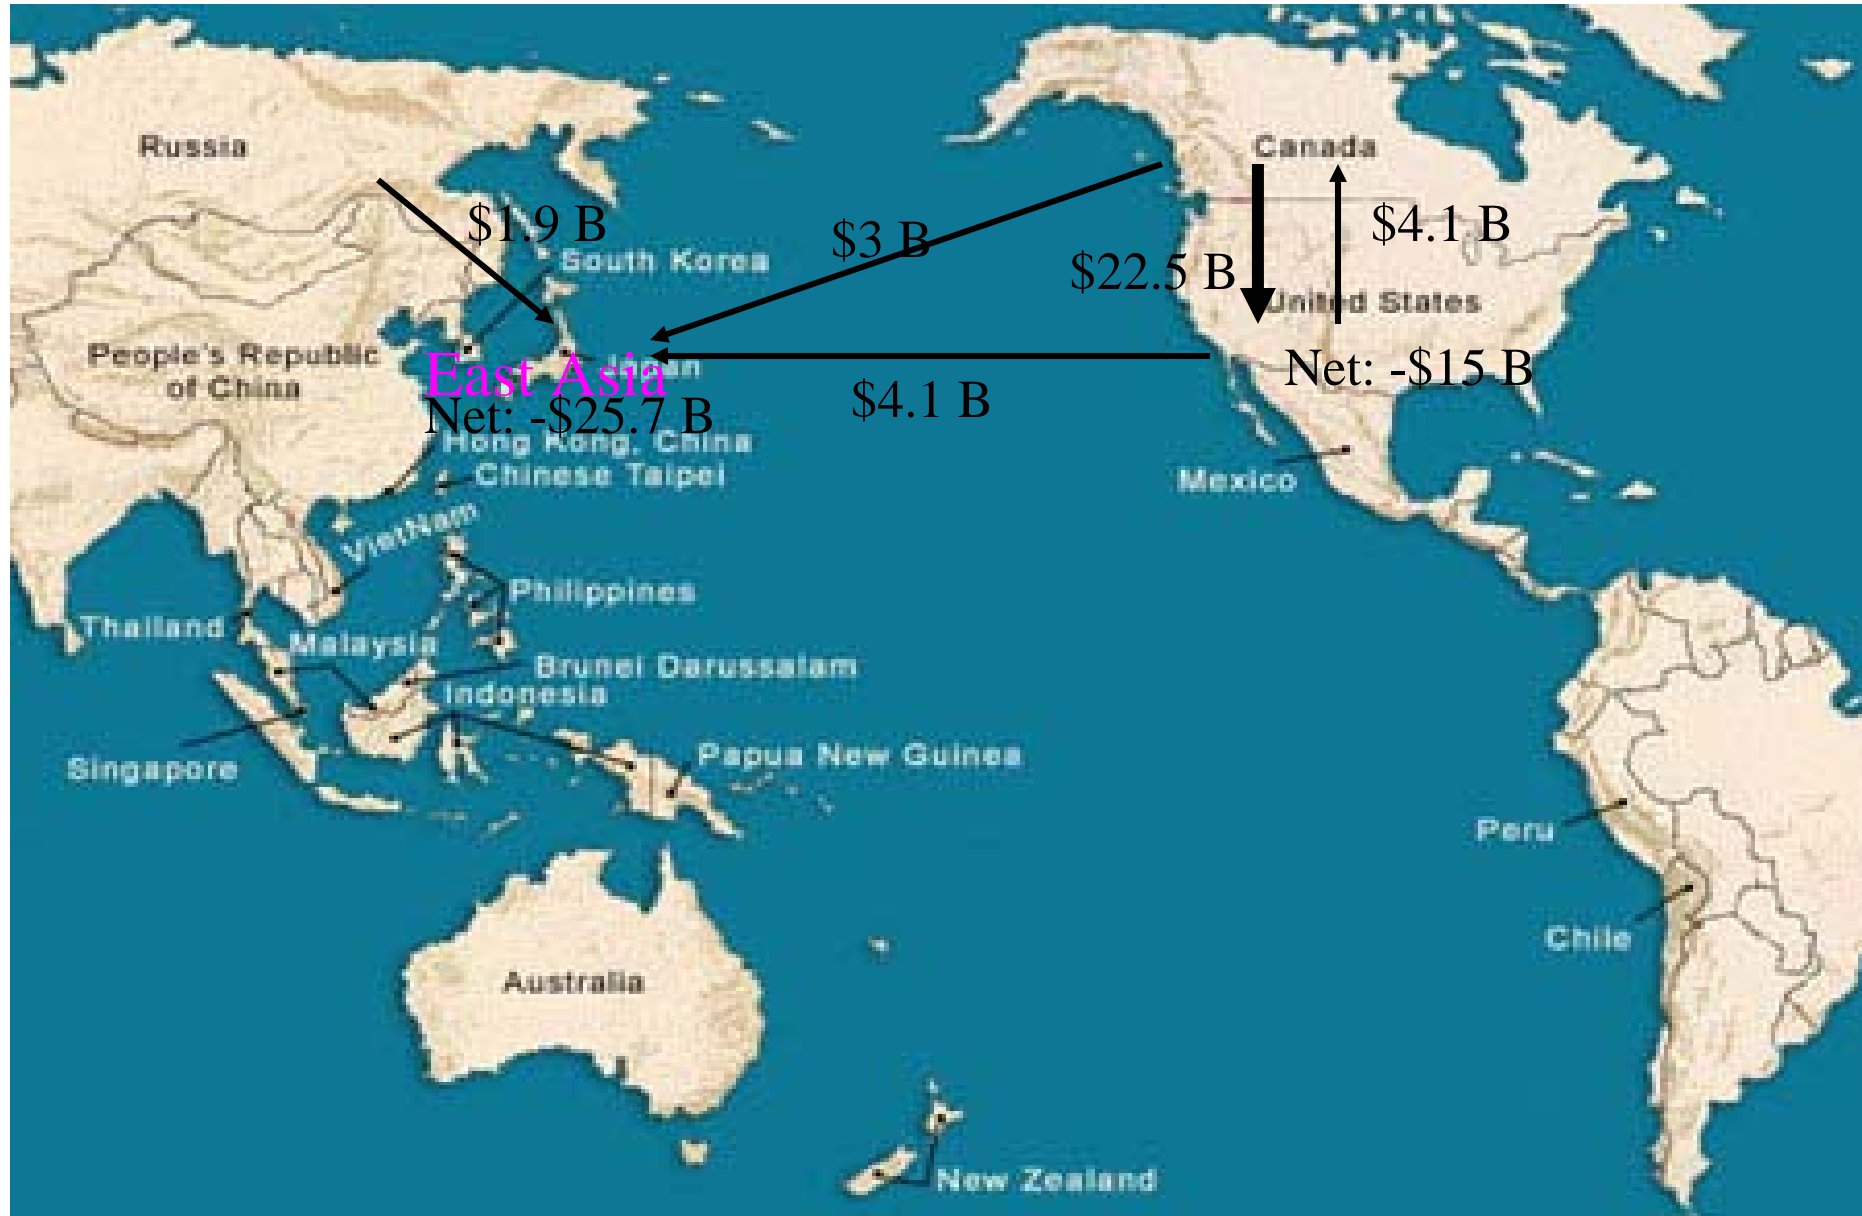 Russia
Canada
$1.9 B
$3 B
$4.1 B
South Korea
$22.5 B
United States
People's Republic
of China
East Asia
Japan
Net: -$15 B
Net: -$25.7 B
$4.1 B
Hong Kong, China
Chinese Taipei
Mexico
VietNam
Philippines
Thailand
Malaysia
Brunei Darussalam
Indonesia
Singapore
Papua New Guinea
Peru
Chile
Australia
New Zealand